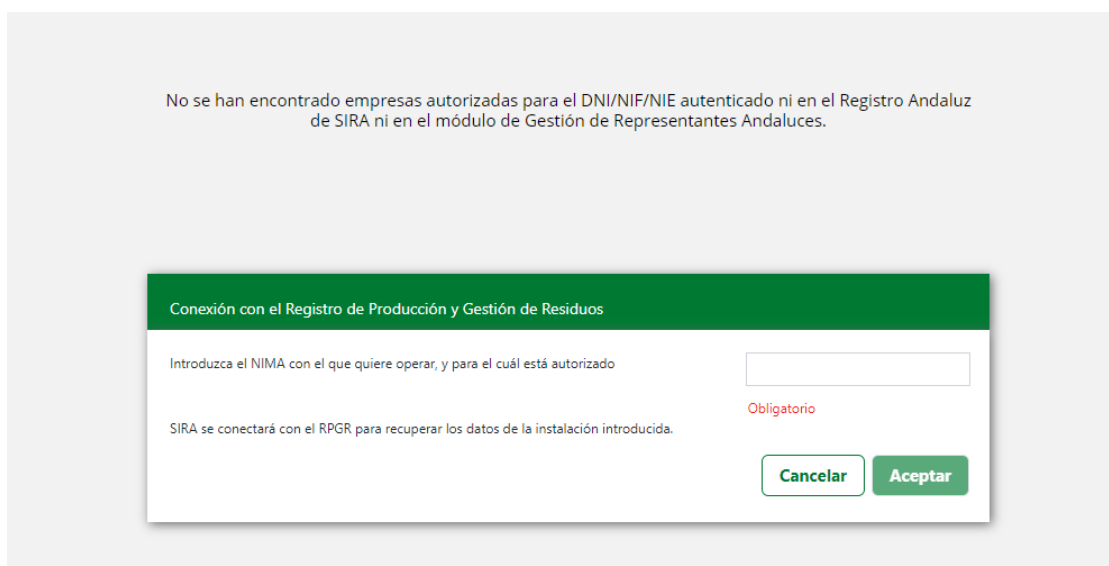 No se han encontrado empresas autorizadas para el DNI/NIF/NIE autenticado ni en el Registro Andaluz
de SIRA ni en el módulo de Gestión de Representantes Andaluces.
Conexión con el Registro de Producción y Gestión de Residuos
Introduzca el NIMA con el que quiere operar, y para el cuál está autorizado
Obligatorio
SIRA se conectará con el RPGR para recuperar los datos de la instalación introducida.
Cancelar Aceptar